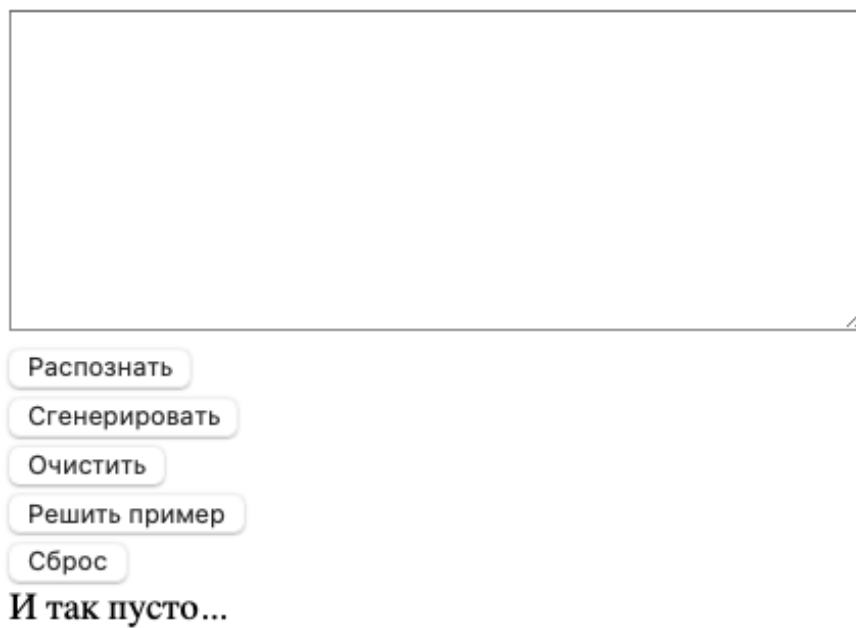 Распознать
Сгенерировать
Очистить
Решить пример
Сброс
И так пусто...